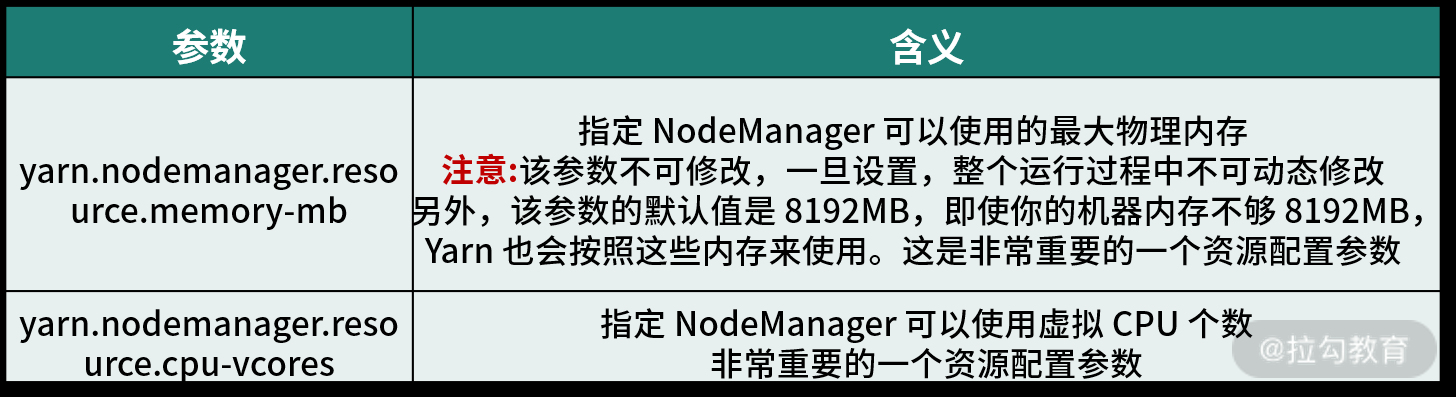 参数
含义
yarn.nodemanager.reso
urce.memory-mb
指定 NodeManager 可以使用的最大物理内存
注意:该参数不可修改，一旦设置，整个运行过程中不可动态修改
另外，该参数的默认值是 8192MB，即使你的机器内存不够 8192MB，
Yarn 也会按照这些内存来使用。这是非常重要的一个资源配置参数
yarn.nodemanager.reso
urce.cpu-vcores
指定 NodeManager 可以使用虚拟 CPU 个数
非常重要的一个资源配置参数
@拉勾教育